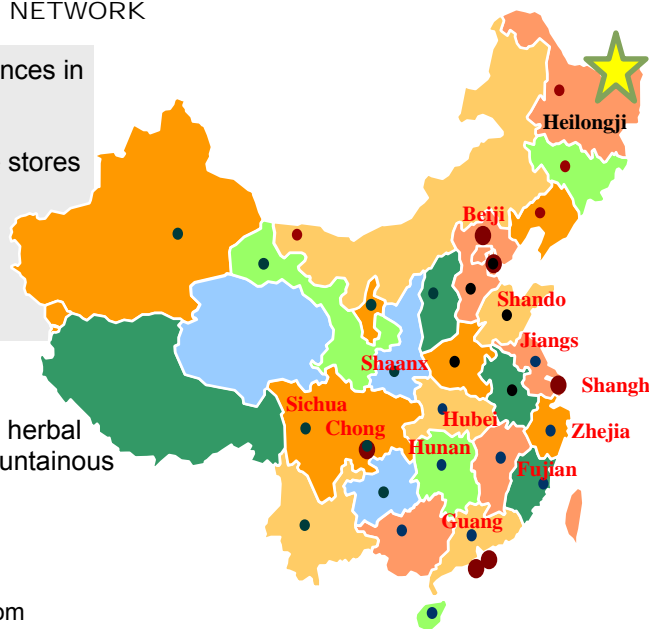 NETWORK
nces in
stores
Heilongji
Beiji
Shando
Jiangs
Shaanx
Shangh
Sichua
Hubei
herbal
Chong
Zhejia
Hunan
untainous
Fujian
Guang
om